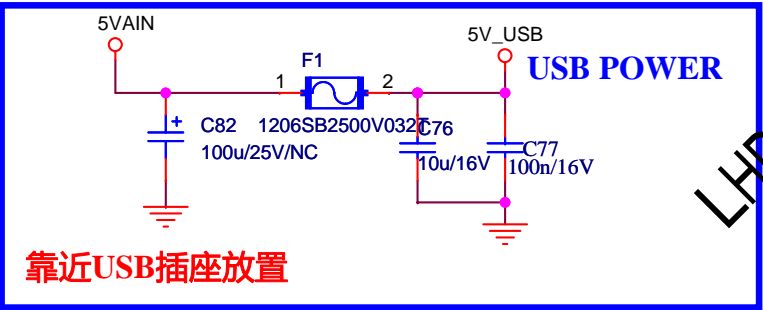 5VAIN
5V_USB
USB POWER
F1
1
2
+
C82
1206SB2500V032T
C76
100u/25V/NC
10u/16V
C77
100n/16V
靠近USB插座放置